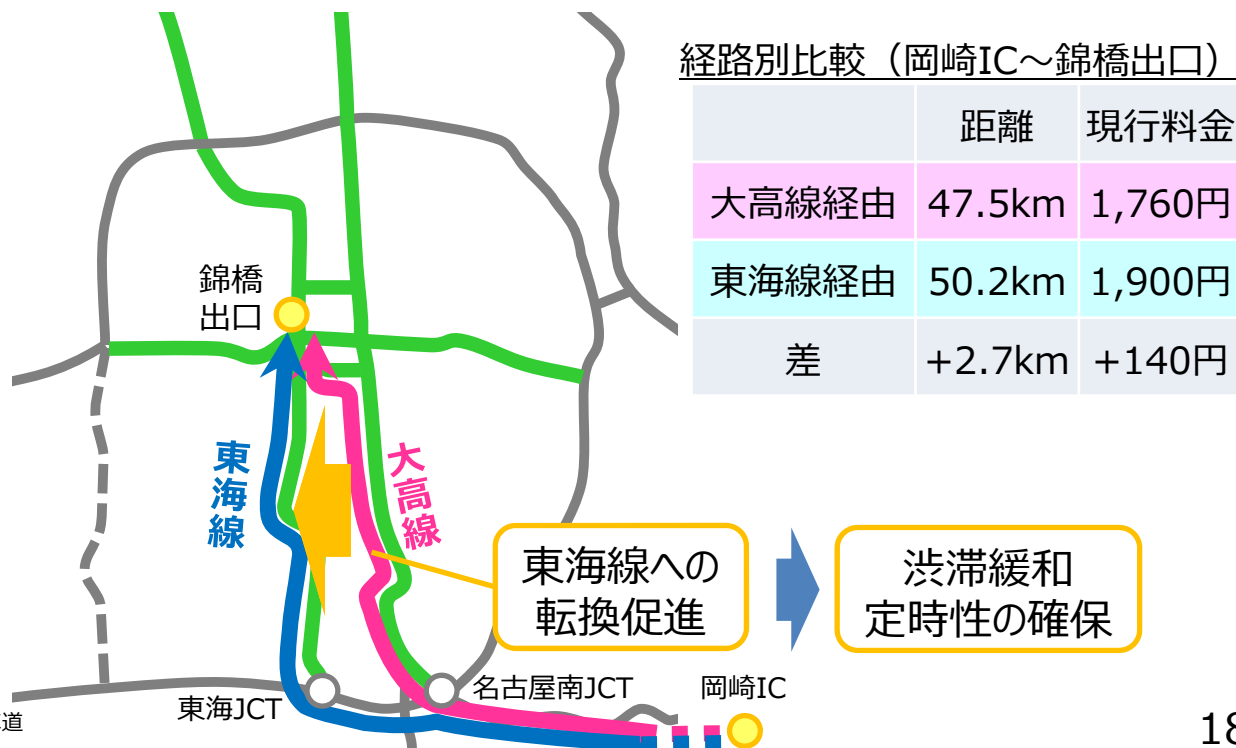 経路別比較（岡崎IC～錦橋出口）
距離 現行料金
大高線経由 47.5km 1,760円
東海線経由 50.2km 1,900円
差 +2.7km +140円
錦橋
出口
東海線
大高線
東海線への
転換促進
渋滞緩和
定時性の確保
東海JCT
名古屋南JCT
岡崎IC
道
18